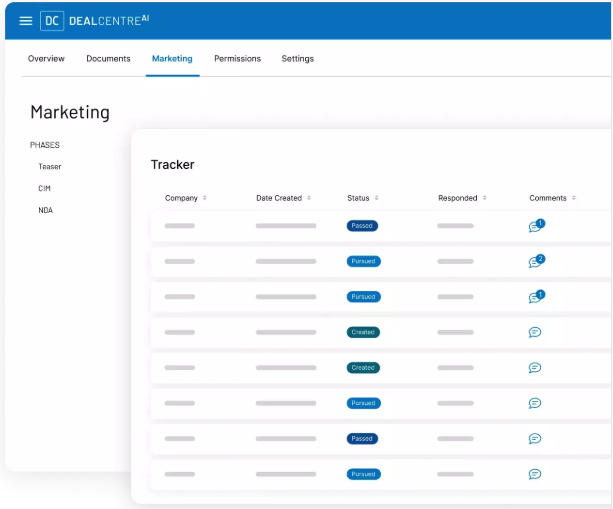 DC DEALCENTRE AI
Overview Documents Marketing Permissions Settings
Marketing
PHASES
Teaser
CIM
NDA
Tracker
Company Date Created Status Responded Comments
Passed 1
Pursued 2
Pursued 1
Created
Created
Pursued
Passed
Pursued